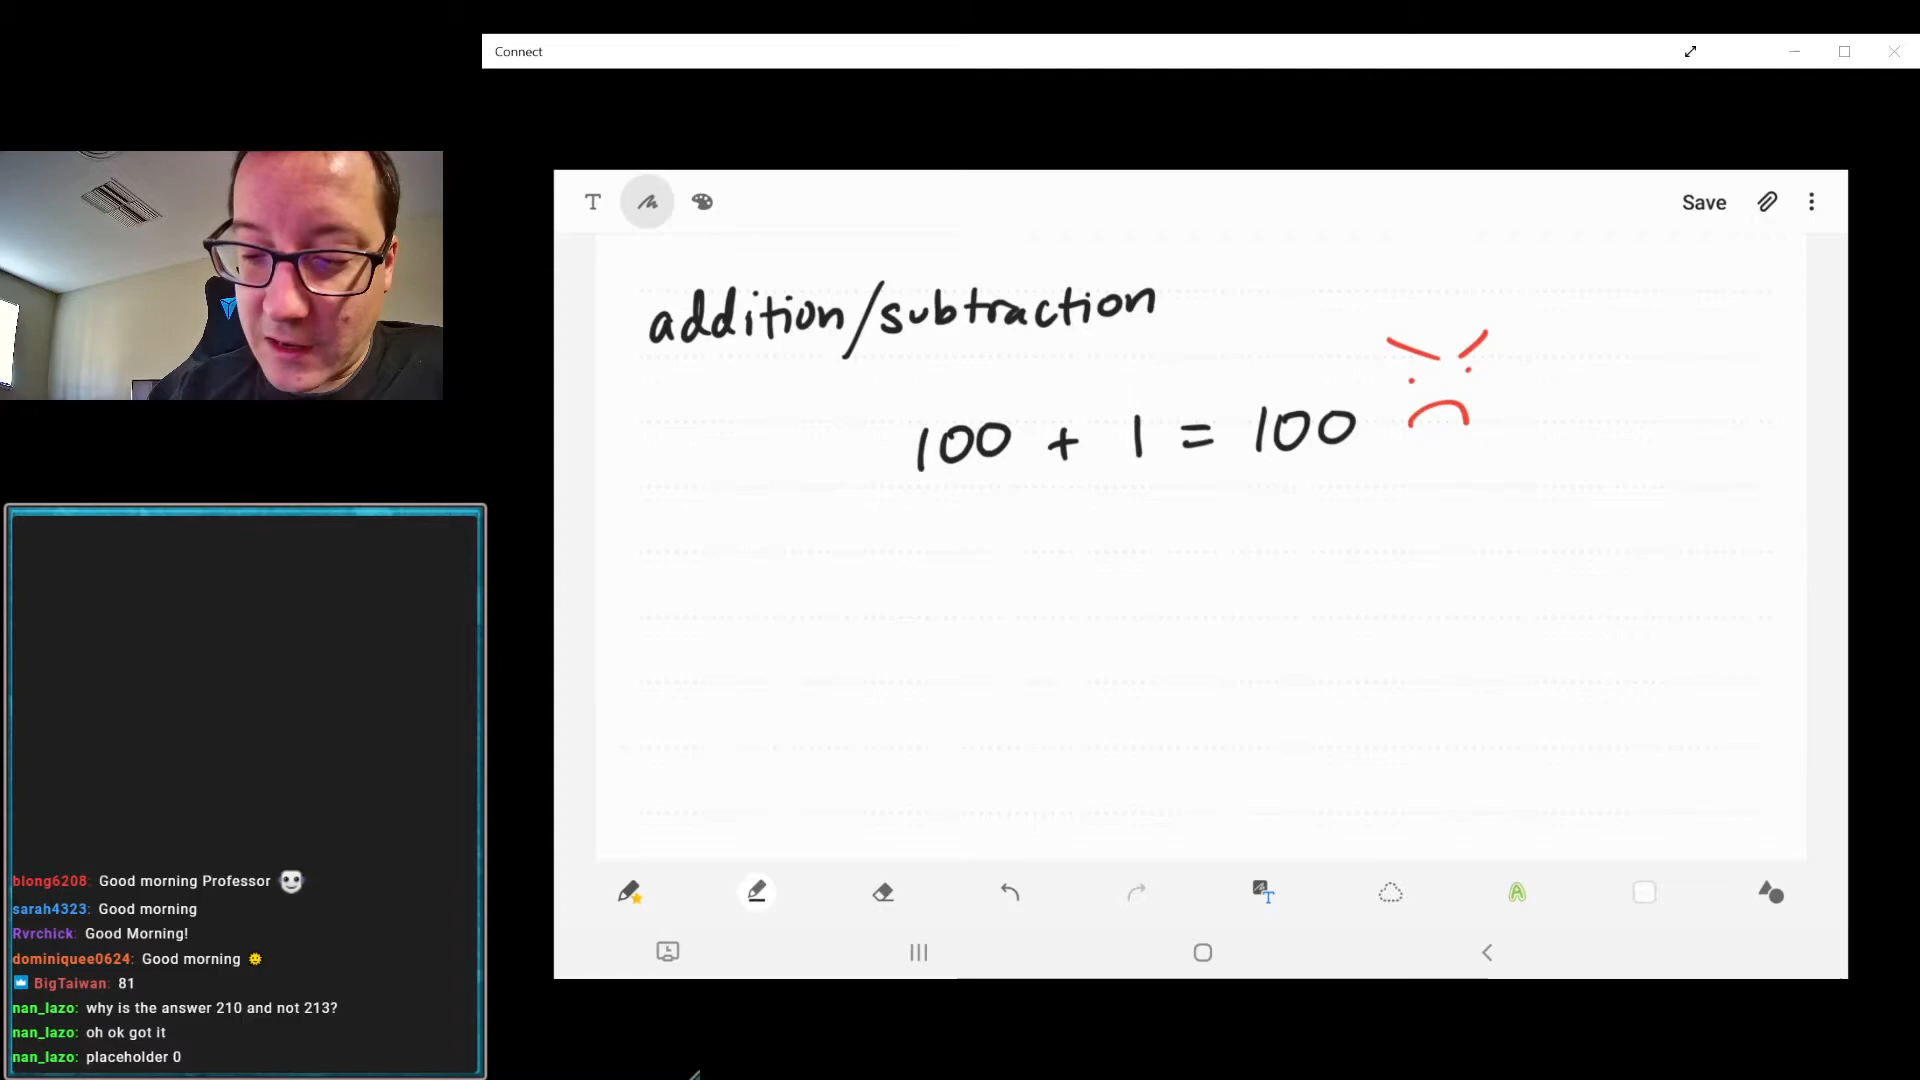 Connect
Save
addition/subtraction
100 + 1 = 100
blong6208: Good morning Professor
sarah4323: Good morning
Rvrchick: Good Morning!
dominiquee0624: Good morning
BigTaiwan: 81
nan_lazo: why is the answer 210 and not 213?
nan_lazo: oh ok got it
nan_lazo: placeholder 0